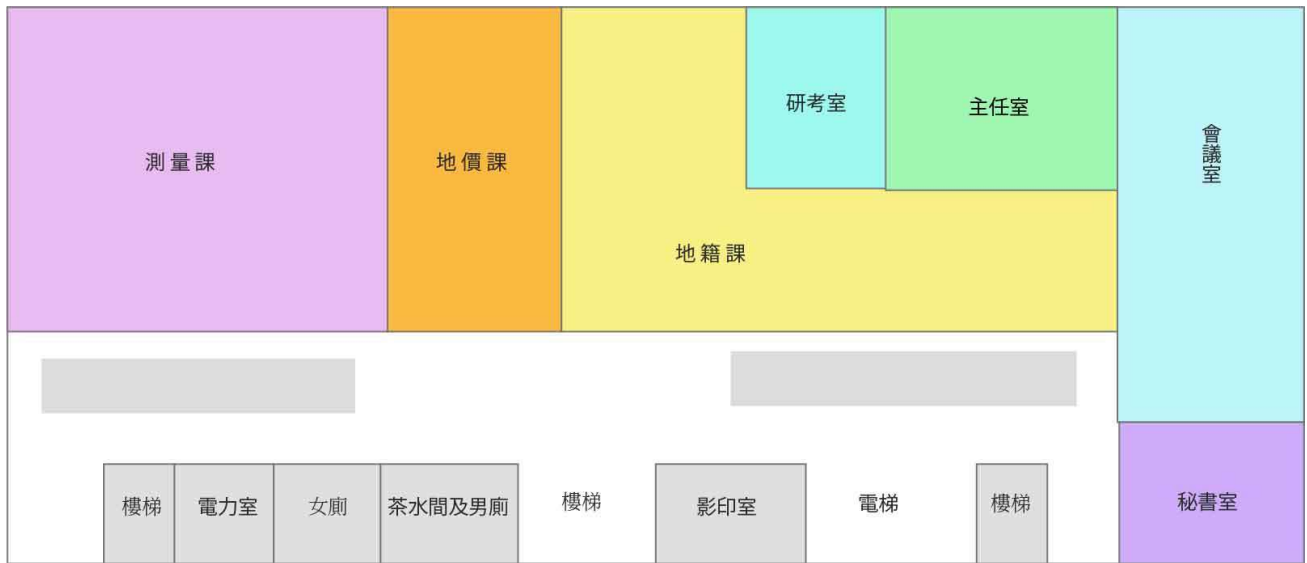 測量課
地價課
地籍課
研考室
主任室
會議室
樓梯
電力室
女廁
茶水間及男廁
樓梯
影印室
電梯
樓梯
秘書室